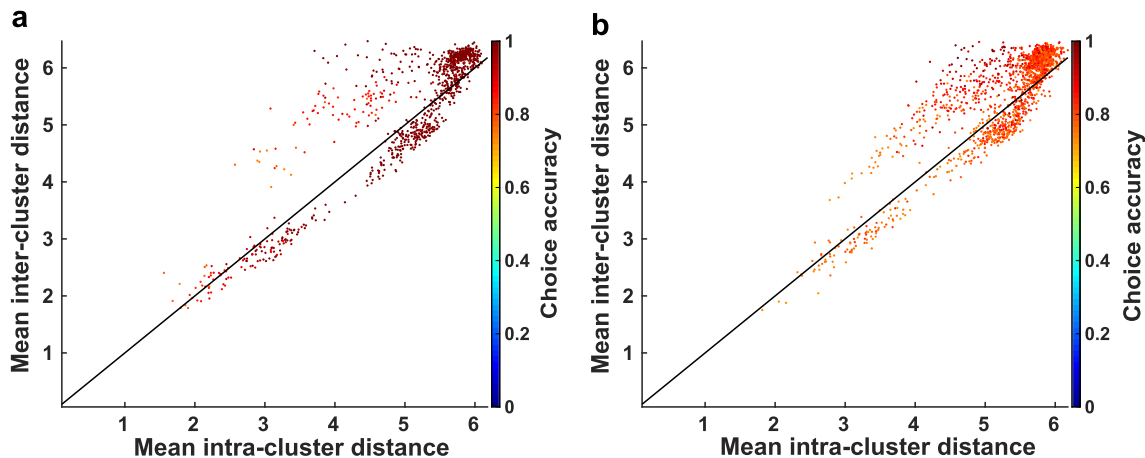 a
Mean inter-cluster distance
6
5
4
3
2
1
1 2 3 4 5 6
Mean intra-cluster distance
1
0.8
0.6
0.4
0.2
0
Choice accuracy
b
Mean inter-cluster distance
6
5
4
3
2
1
1 2 3 4 5 6
Mean intra-cluster distance
1
0.8
0.6
0.4
0.2
0
Choice accuracy